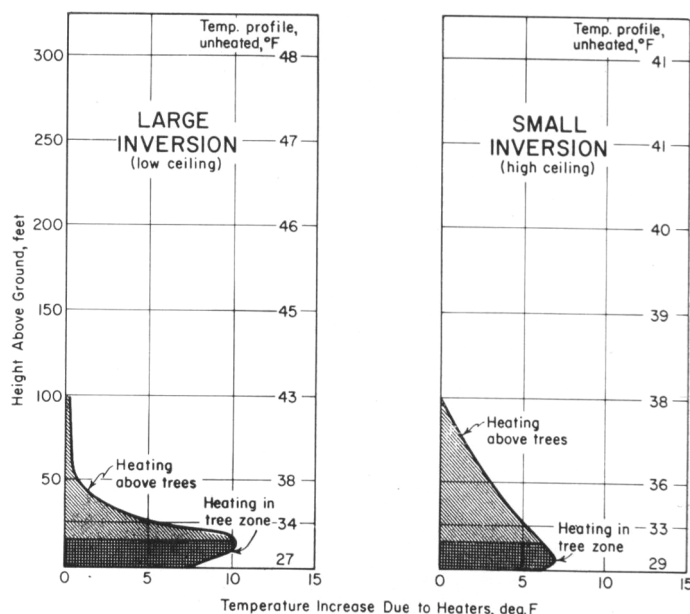 Temp. profile,
unheated,°F
300
48
LARGE
INVERSION
(low ceiling)
250
47
200
46
150
45
100
43
Heating
above trees
50
38
Heating in
tree zone
34
27
0
5
10
15
Height Above Ground, feet
Temp. profile,
unheated,°F
41
SMALL
INVERSION
(high ceiling)
41
40
39
38
Heating
above trees
36
33
Heating in
tree zone
29
0
5
10
15
Temperature Increase Due to Heaters, deg.F